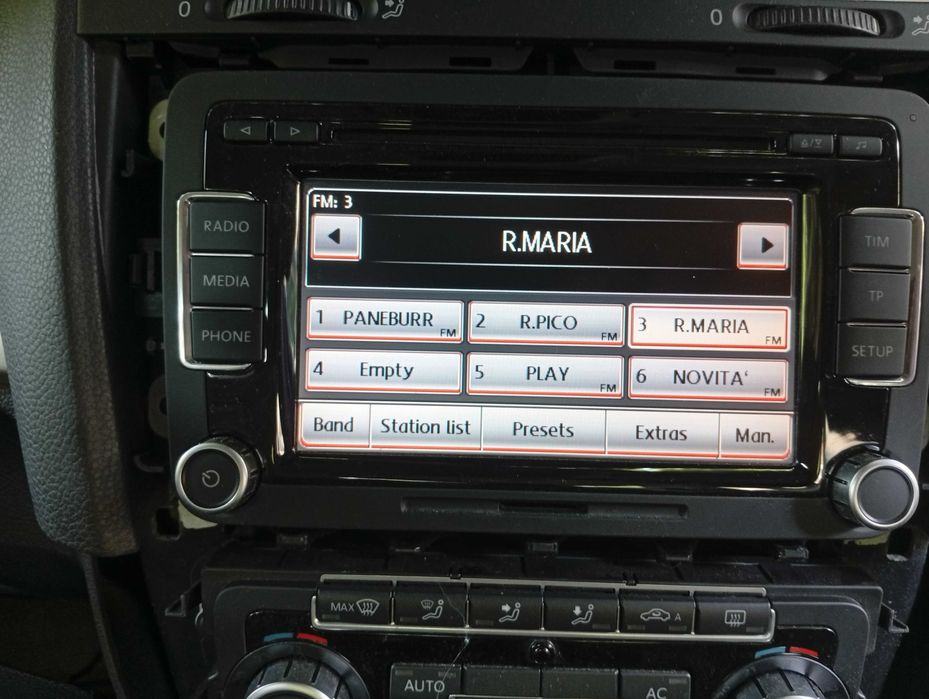 0
0
RADIO
MEDIA
PHONE
FM: 3
R.MARIA
1 PANEBURR FM
2 R.PICO FM
3 R.MARIA FM
4 Empty
5 PLAY FM
6 NOVITA‘ FM
Band
Station list
Presets
Extras
Man.
TIM
TP
SETUP
MAX
A
AUTO
AC